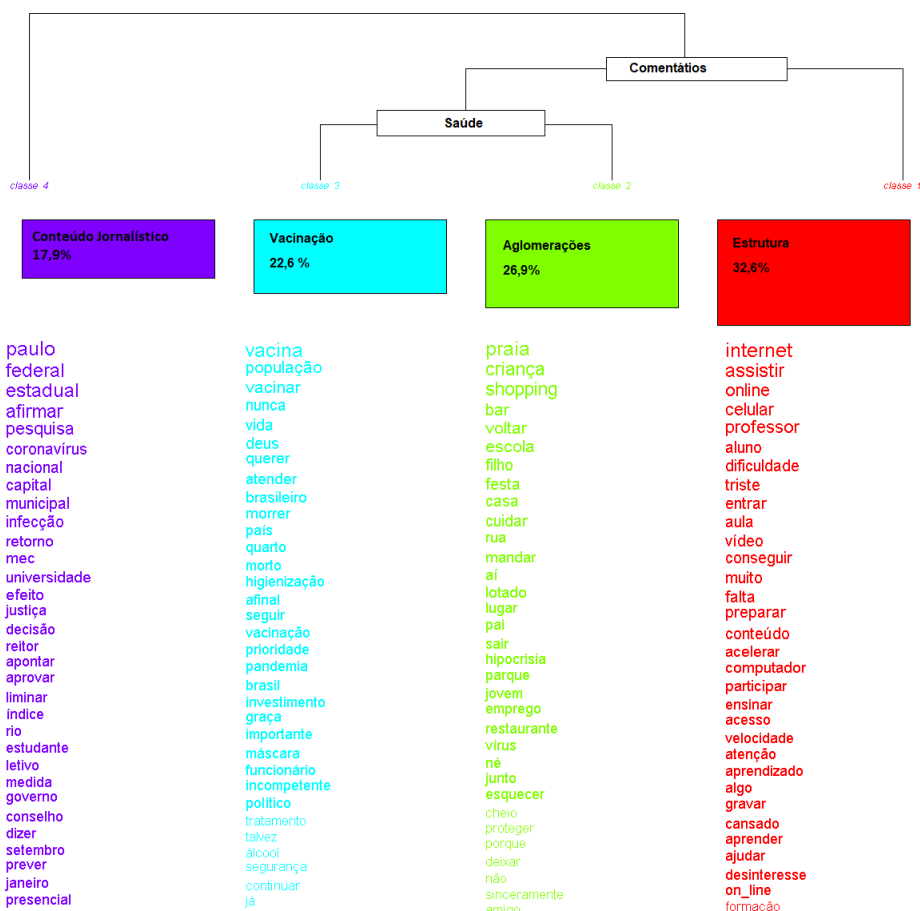 Comentátios
Saúde
classe 4
classe 3
classe 2
classe 1
Conteúdo Jornalístico
17,9%
Vacinação
22,6 %
Aglomerações
26,9%
Estrutura
32,6%
paulo
federal
estadual
afirmar
pesquisa
coronavírus
nacional
capital
municipal
infecção
retorno
mec
universidade
efeito
justiça
decisão
reitor
apontar
aprovar
liminar
índice
rio
estudante
letivo
medida
governo
conselho
dizer
setembro
prever
janeiro
presencial
vacina
população
vacinar
nunca
vida
deus
querer
atender
brasileiro
morrer
país
quarto
morto
higienização
afinal
seguir
vacinação
prioridade
pandemia
brasil
investimento
graça
importante
máscara
funcionário
incompetente
político
tratamento
talvez
álcool
segurança
continuar
já
praia
criança
shopping
bar
voltar
escola
filho
festa
casa
cuidar
rua
mandar
aí
lotado
lugar
pai
sair
hipocrisia
parque
jovem
emprego
restaurante
vírus
né
junto
esquecer
cheio
proteger
porque
deixar
não
sinceramente
amigo
internet
assistir
online
celular
professor
aluno
dificuldade
triste
entrar
aula
vídeo
conseguir
muito
falta
preparar
conteúdo
acelerar
computador
participar
ensinar
acesso
velocidade
atenção
aprendizado
algo
gravar
cansado
aprender
ajudar
desinteresse
on_line
formação